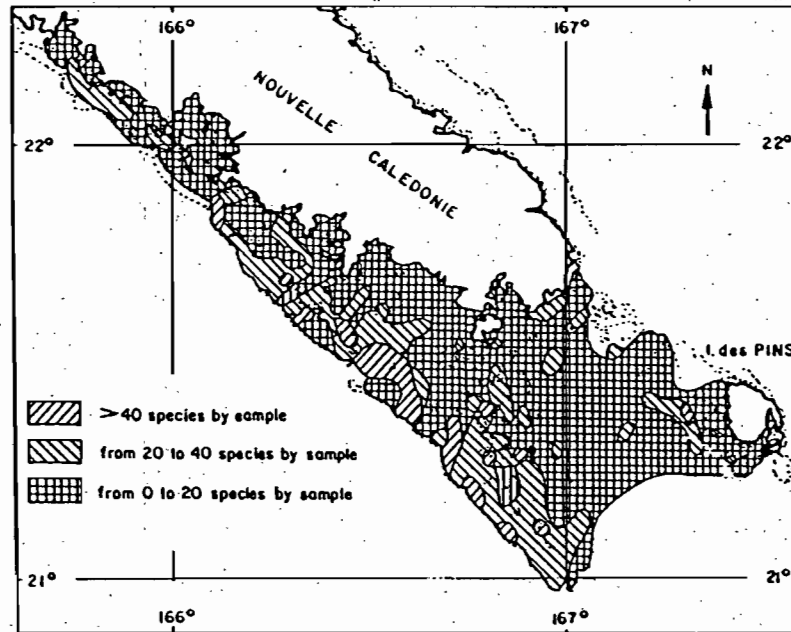 166° 167°
N
NOUVELLE
CALEDONIE
22° 22°
I. des PINS
>40 species by sample
from 20 to 40 species by sample
from 0 to 20 species by sample
21° 21°
166° 167°